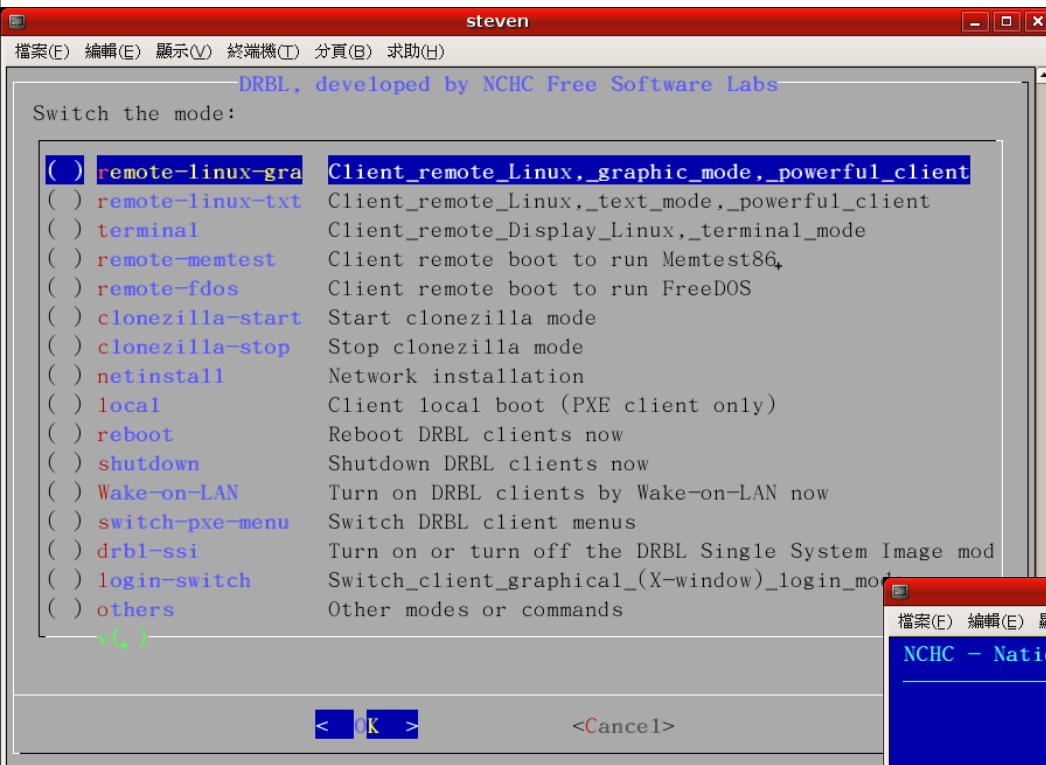 steven
檔案(F) 編輯(E) 顯示(V) 終端機(T) 分頁(B) 求助(H)
DRBL, developed by NCHC Free Software Labs
Switch the mode:
( ) remote-linux-gra Client_remote_Linux,_graphic_mode,_powerful_client
( ) remote-linux-txt Client_remote_Linux,_text_mode,_powerful_client
( ) terminal Client_remote_Display_Linux,_terminal_mode
( ) remote-memtest Client remote boot to run Memtest86+
( ) remote-fdos Client remote boot to run FreeDOS
( ) clonezilla-start Start clonezilla mode
( ) clonezilla-stop Stop clonezilla mode
( ) netinstall Network installation
( ) local Client local boot (PXE client only)
( ) reboot Reboot DRBL clients now
( ) shutdown Shutdown DRBL clients now
( ) Wake-on-LAN Turn on DRBL clients by Wake-on-LAN now
( ) switch-pxe-menu Switch DRBL client menus
( ) drbl-ssi Turn on or turn off the DRBL Single System Image mod
( ) login-switch Switch_client_graphical_(X-window)_login_mode
( ) others Other modes or commands
v(+)
< OK > <Cancel>
檔案(F) 編輯(E)
NCHC - Nati